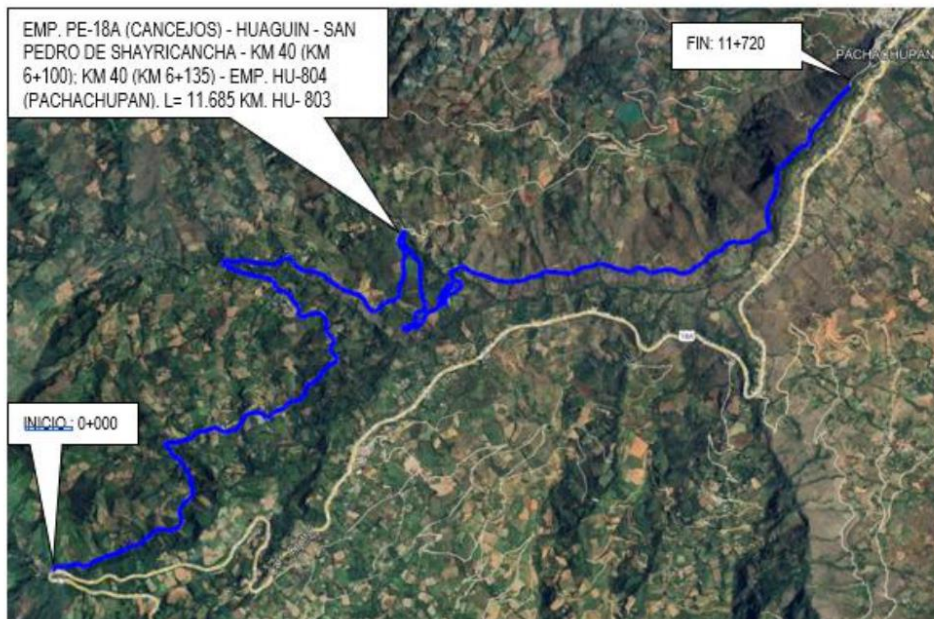 EMP. PE-18A (CANCEJOS) - HUAGUIN - SAN
PEDRO DE SHAYRICANCHA - KM 40 (KM
6+100); KM 40 (KM 6+135) - EMP. HU-804
(PACHACHUPAN). L= 11.685 KM. HU- 803
FIN: 11+720
PACHACHUPAN
18A
INICIO : 0+000